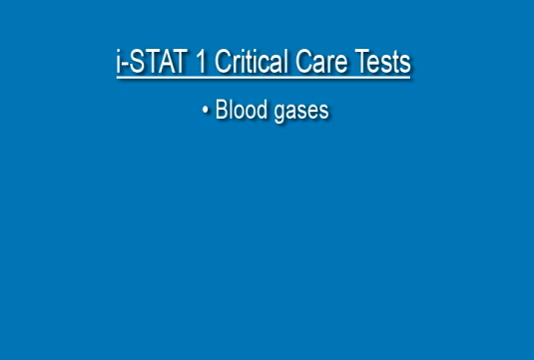 i-STAT 1 Critical Care Tests
• Blood gases